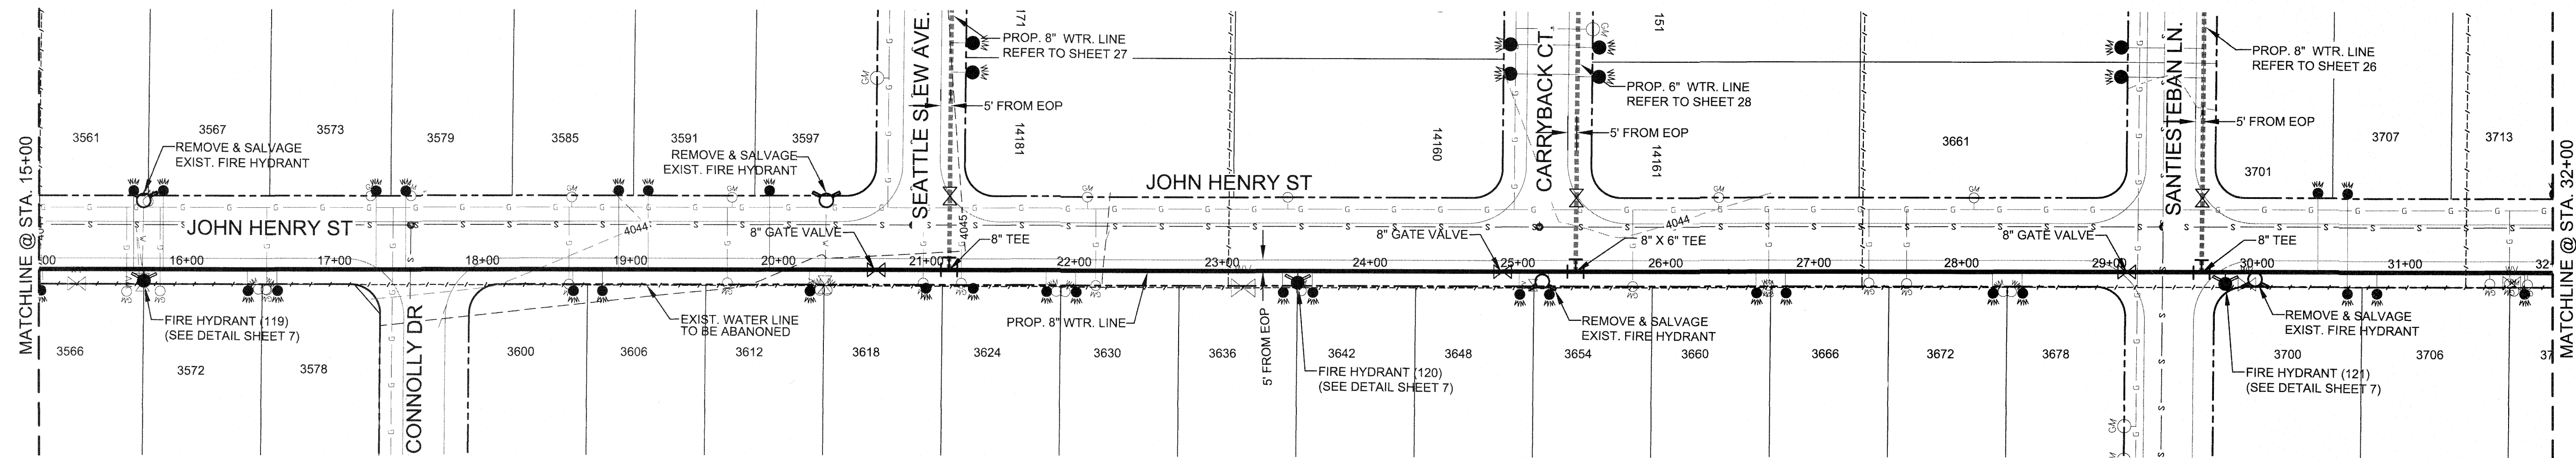 MATCHLINE @ STA. 15+00
3561
3567
3573
3579
3585
3591
3597
REMOVE & SALVAGE
EXIST. FIRE HYDRANT
REMOVE & SALVAGE
EXIST. FIRE HYDRANT
GM
SEATTLE SLEW AVE.
171
PROP. 8" WTR. LINE
REFER TO SHEET 27
5' FROM EOP
14181
JOHN HENRY ST
14160
CARRYBACK CT.
GM
151
PROP. 6" WTR. LINE
REFER TO SHEET 28
5' FROM EOP
14161
3661
SANTIESTEBAN LN.
PROP. 8" WTR. LINE
REFER TO SHEET 26
5' FROM EOP
3701
3707
3713
MATCHLINE @ STA. 32+00
JOHN HENRY ST
4044
8" GATE VALVE
4045
8" TEE
8" GATE VALVE
8" X 6" TEE
4044
8" GATE VALVE
8" TEE
00
16+00
17+00
18+00
19+00
20+00
21+00
22+00
23+00
24+00
25+00
26+00
27+00
28+00
29+00
30+00
31+00
32
FIRE HYDRANT (119)
(SEE DETAIL SHEET 7)
CONNOLLY DR
EXIST. WATER LINE
TO BE ABANONED
PROP. 8" WTR. LINE
5' FROM EOP
FIRE HYDRANT (120)
(SEE DETAIL SHEET 7)
REMOVE & SALVAGE
EXIST. FIRE HYDRANT
REMOVE & SALVAGE
EXIST. FIRE HYDRANT
FIRE HYDRANT (121)
(SEE DETAIL SHEET 7)
3566
3572
3578
3600
3606
3612
3618
3624
3630
3636
3642
3648
3654
3660
3666
3672
3678
3700
3706
37